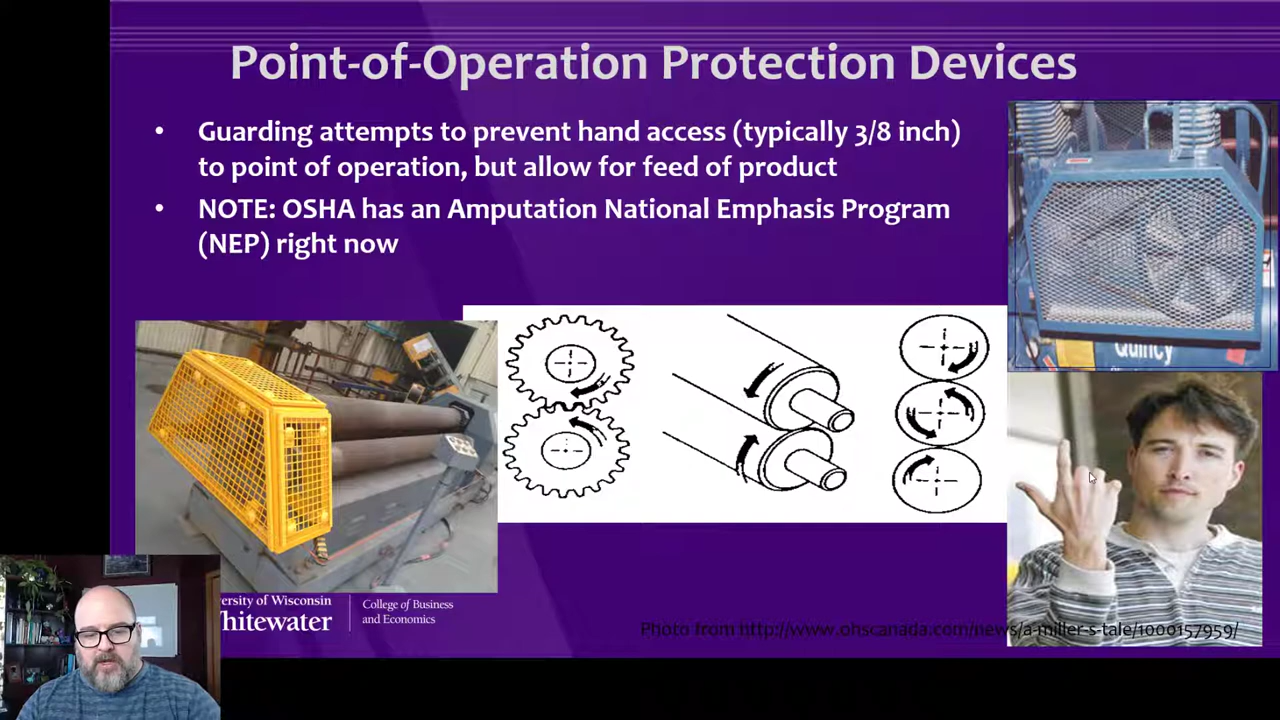 Point-of-Operation Protection Devices
• Guarding attempts to prevent hand access (typically 3/8 inch)
to point of operation, but allow for feed of product
• NOTE: OSHA has an Amputation National Emphasis Program
(NEP) right now
Quincy
versity of Wisconsin
Whitewater
College of Business
and Economics
Photo from http://www.ohscanada.com/news/a-miller-s-tale/1000157959/